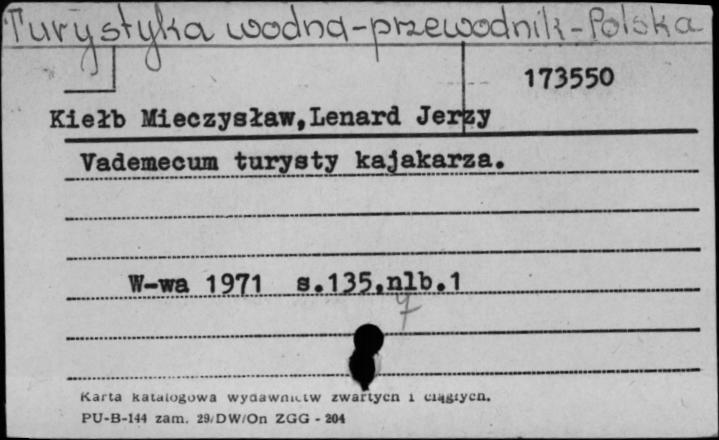 Turystyka wodna-przewodnik-Polska
173550
Kiełb Mieczysław,Lenard Jerzy
Vademecum turysty kajakarza.
W-wa 1971 s.135,nlb.1
Karta katalogowa wydawnictw zwartych i ciągłych.
PU-B-144 zam. 29/DW/On ZGG - 204